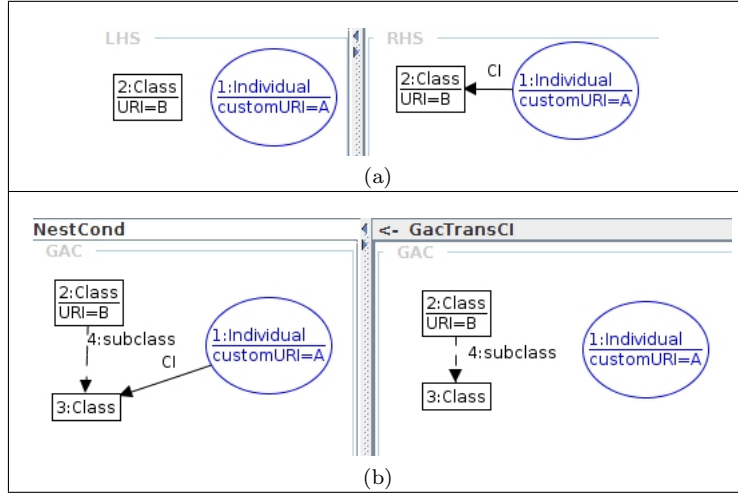 LHS
RHS
2:Class
URI=B
1:Individual
customURI=A
2:Class
URI=B
CI
1:Individual
customURI=A
(a)
NestCond
<- GacTransCI
GAC
GAC
2:Class
URI=B
4:subclass
CI
1:Individual
customURI=A
3:Class
2:Class
URI=B
4:subclass
1:Individual
customURI=A
3:Class
(b)